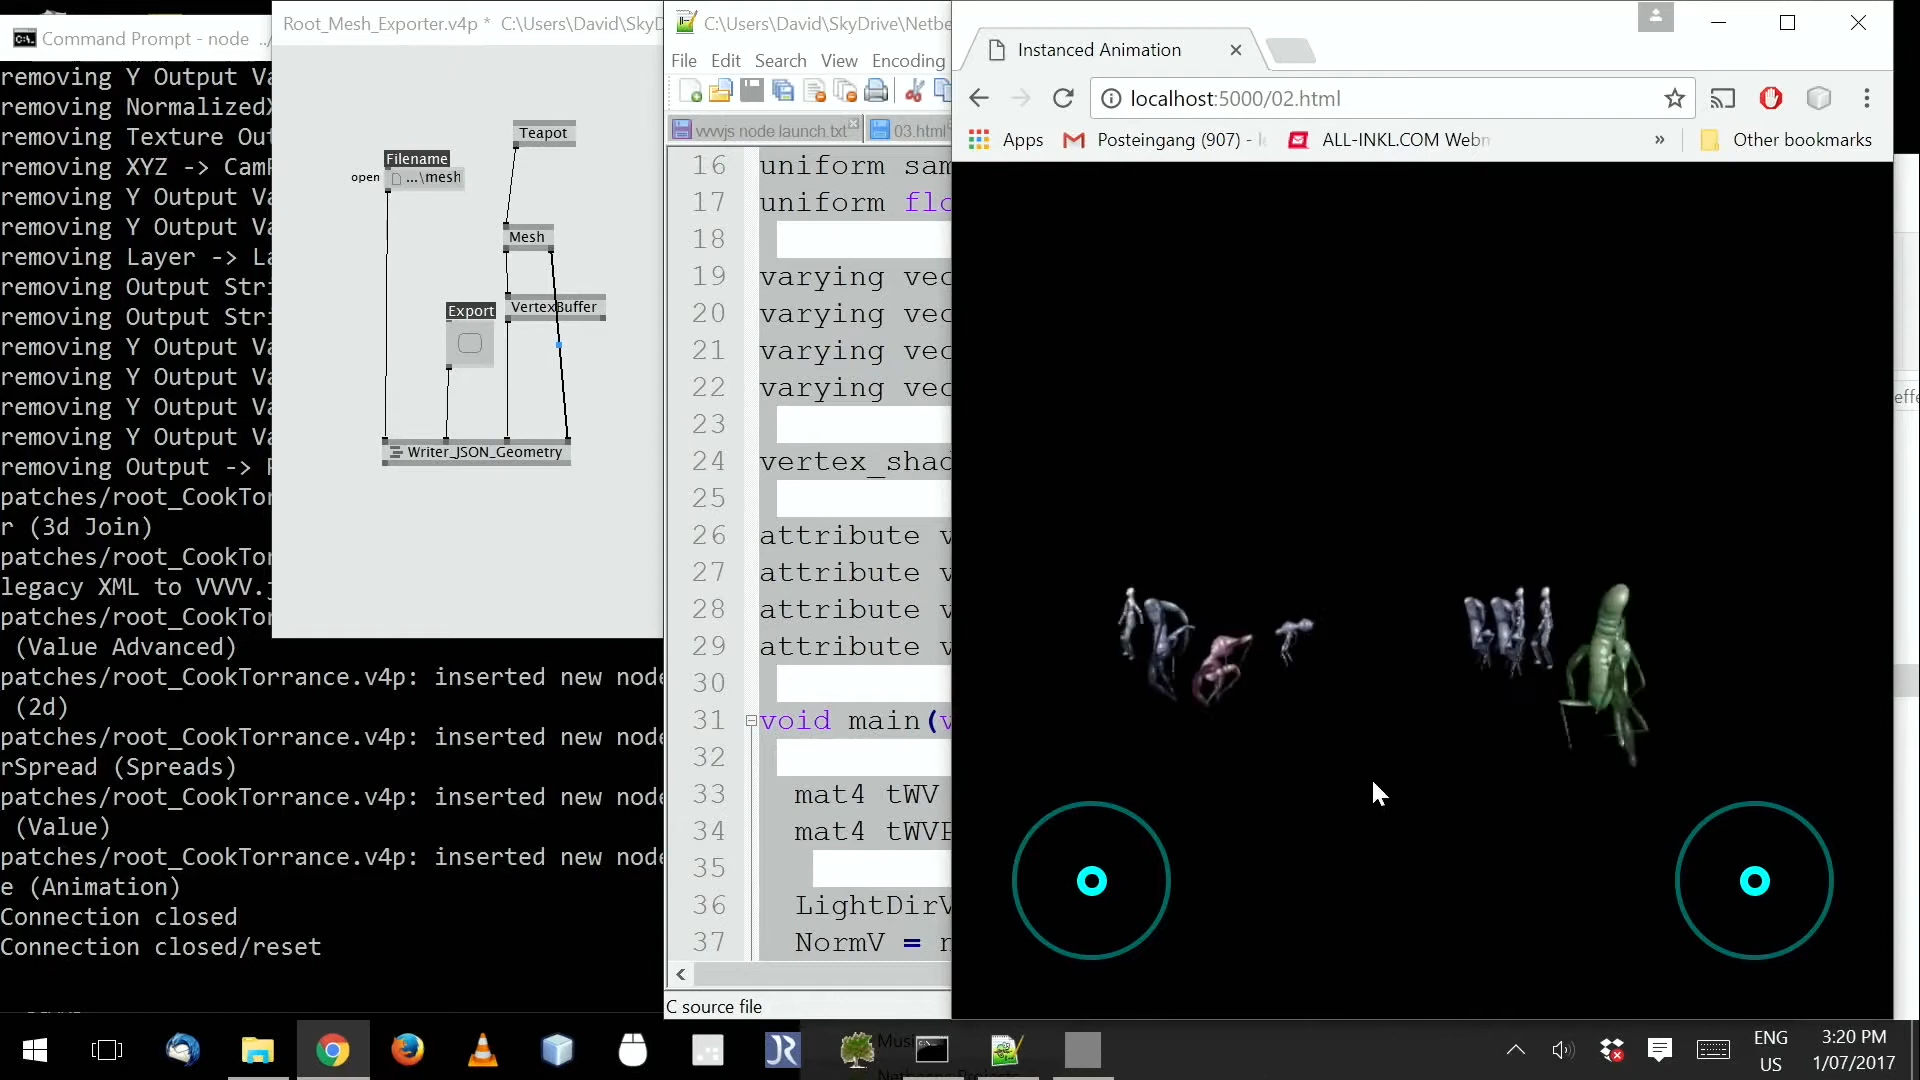 Command Prompt - node ../
removing Y Output Va
removing Normalized
removing Texture Out
removing XYZ -> Cam
removing Y Output Va
removing Y Output Va
removing Layer -> La
removing Output Stri
removing Output Stri
removing Y Output Va
removing Y Output Va
removing Y Output Va
removing Y Output Va
removing Output ->
patches/root_CookTor
r (3d Join)
patches/root_CookTor
legacy XML to VVVV.j
patches/root_CookTor
(Value Advanced)
patches/root_CookTorrance.v4p: inserted new node
(2d)
patches/root_CookTorrance.v4p: inserted new node
rSpread (Spreads)
patches/root_CookTorrance.v4p: inserted new node
(Value)
patches/root_CookTorrance.v4p: inserted new node
e (Animation)
Connection closed
Connection closed/reset
Root_Mesh_Exporter.v4p * C:\Users\David\SkyD
Teapot
Filename
open ...\mesh
Mesh
Export
VertexBuffer
Writer_JSON_Geometry
C:\Users\David\SkyDrive\Netbe
File Edit Search View Encoding
vvvvjs node launch.txt 03.html
16 uniform sam
17 uniform flo
18
19 varying vec
20 varying vec
21 varying vec
22 varying vec
23
24 vertex_shad
25
26 attribute v
27 attribute v
28 attribute v
29 attribute v
30
31 void main(v
32
33 mat4 tWV
34 mat4 tWVP
35
36 LightDirV
37 NormV = n
C source file
Instanced Animation
localhost:5000/02.html
Apps Posteingang (907) - ALL-INKL.COM Webm » Other bookmarks
effe
ENG
US
3:20 PM
1/07/2017